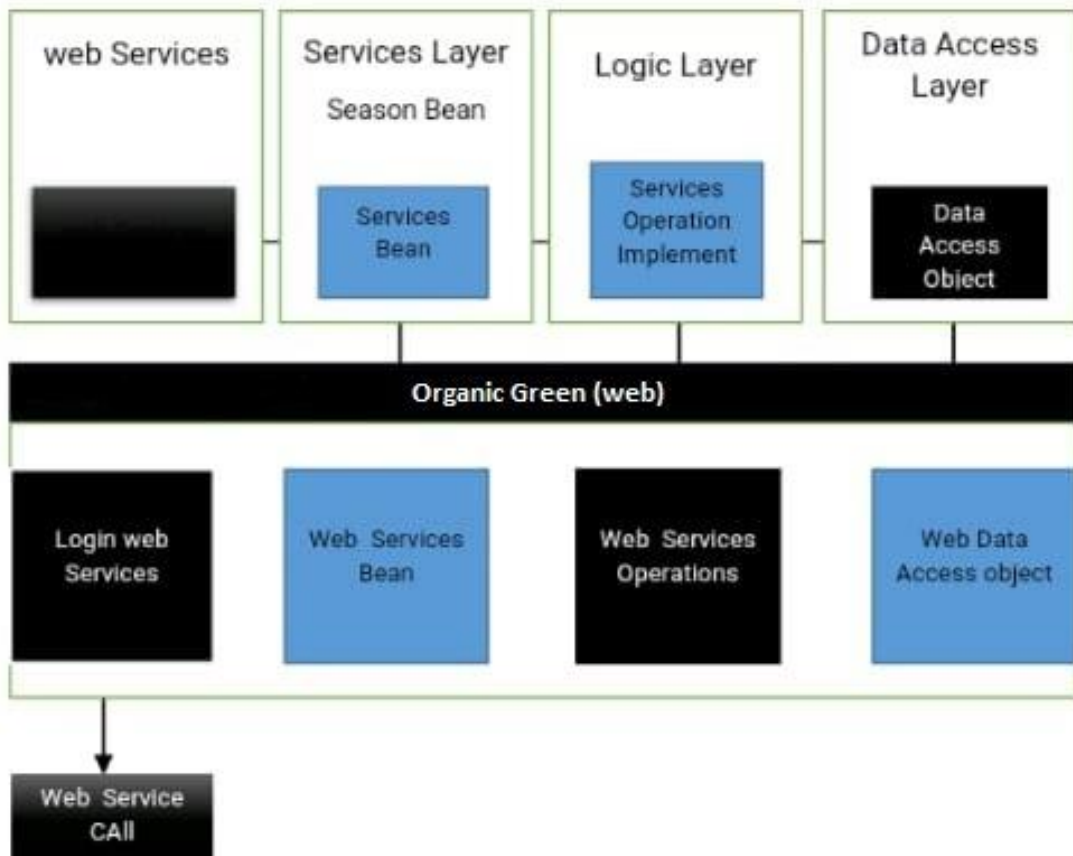 web Services
Services Layer
Season Bean
Logic Layer
Data Access
Layer
Services
Bean
Services
Operation
Implement
Data
Access
Object
Organic Green (web)
Login web
Services
Web Services
Bean
Web Services
Operations
Web Data
Access object
Web Service
CAll